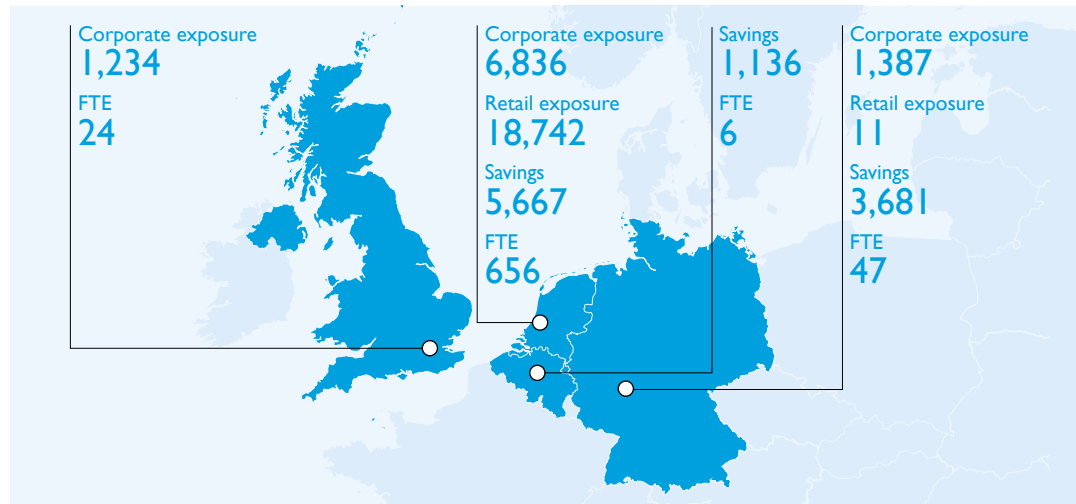 Corporate exposure
1,234
FTE
24
Corporate exposure
6,836
Retail exposure
18,742
Savings
5,667
FTE
656
Savings
1,136
FTE
6
Corporate exposure
1,387
Retail exposure
11
Savings
3,681
FTE
47